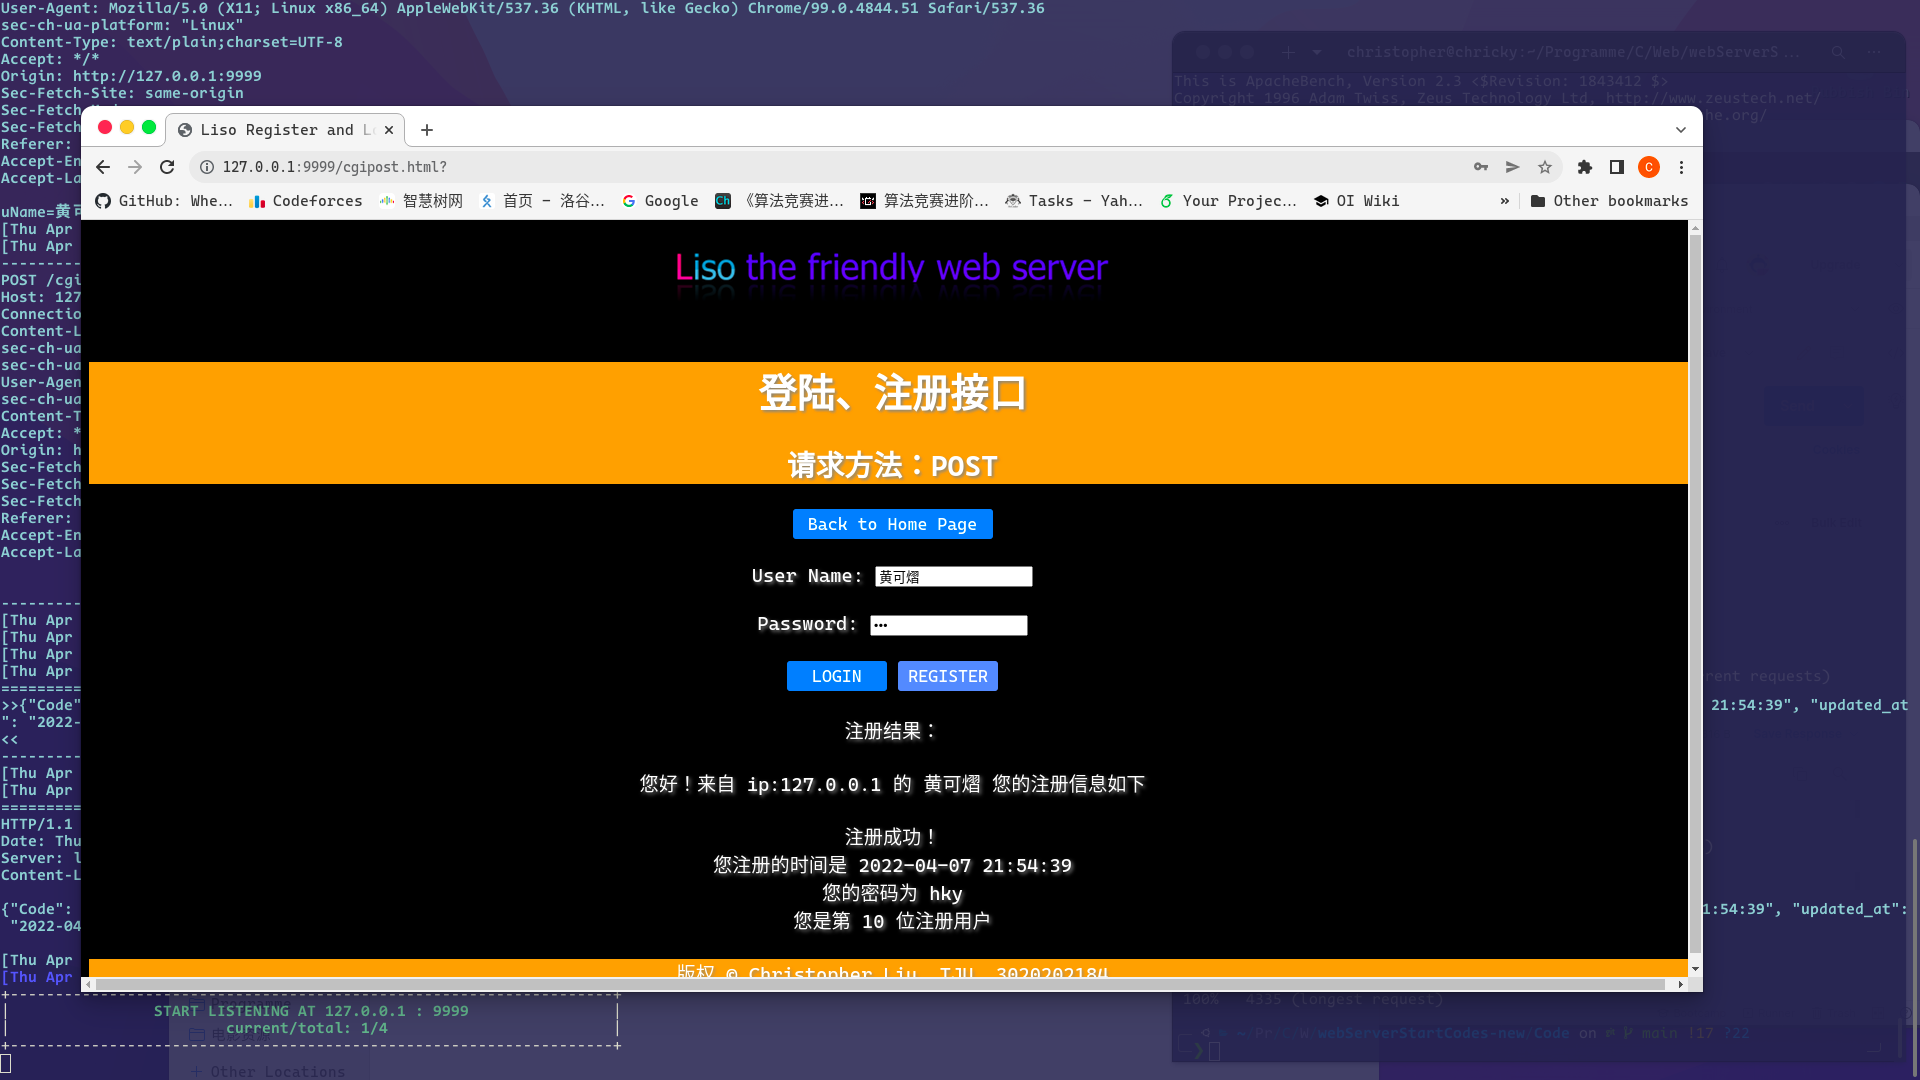 User-Agent: Mozilla/5.0 (X11; Linux x86_64) AppleWebKit/537.36 (KHTML, like Gecko) Chrome/99.0.4844.51 Safari/537.36
sec-ch-ua-platform: "Linux"
Content-Type: text/plain;charset=UTF-8
Accept: */*
Origin: http://127.0.0.1:9999
Sec-Fetch-Site: same-origin
Sec-Fetch
Sec-Fetch
Referer:
Accept-En
Accept-La
uName=黄可
[Thu Apr
[Thu Apr
---------
POST /cgi
Host: 127
Connectio
Content-L
sec-ch-ua
sec-ch-ua
User-Agen
sec-ch-ua
Content-T
Accept: *
Origin: h
Sec-Fetch
Sec-Fetch
Sec-Fetch
Referer:
Accept-En
Accept-La
---------
[Thu Apr
[Thu Apr
[Thu Apr
[Thu Apr
=========
>>{"Code"
": "2022-
<<
---------
[Thu Apr
[Thu Apr
=========
HTTP/1.1
Date: Thu
Server: l
Content-L
{"Code":
"2022-04
[Thu Apr
[Thu Apr
START LISTENING AT 127.0.0.1 : 9999
current/total: 1/4
Other Locations
christopher@chricky:~/Programme/C/Web/webServerS ...
This is ApacheBench, Version 2.3 <$Revision: 1843412 $>
Copyright 1996 Adam Twiss, Zeus Technology Ltd, http://www.zeustech.net/
he.org/
rent requests)
21:54:39", "updated_at
1:54:39", "updated_at":
100% 4335 (longest request)
webServerStartCodes-new/Code on main !17 ?22
Liso Register and L
127.0.0.1:9999/cgipost.html?
C
GitHub: Whe...
Codeforces
智慧树网
首页 - 洛谷...
Google
《算法竞赛进...
算法竞赛进阶...
Tasks - Yah...
Your Projec...
OI Wiki
»
Other bookmarks
Liso the friendly web server
登陆、注册接口
请求方法：POST
Back to Home Page
User Name: 黄可熠
Password: •••
LOGIN REGISTER
注册结果：
您好！来自 ip:127.0.0.1 的 黄可熠 您的注册信息如下
注册成功！
您注册的时间是 2022-04-07 21:54:39
您的密码为 hky
您是第 10 位注册用户
版权 © Christopher Liu, TJU, 3020202184